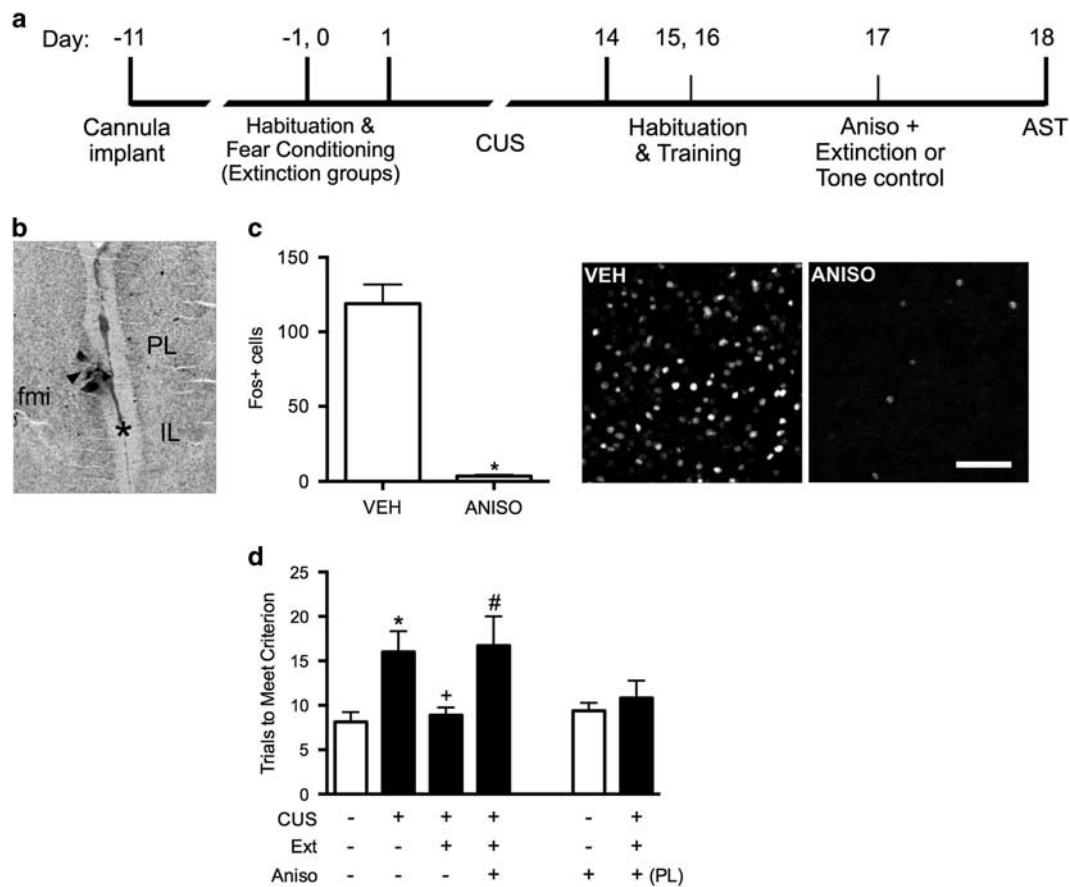 a
Day: -11 -1, 0 1 14 15, 16 17 18
Cannula
implant
Habituation &
Fear Conditioning
(Extinction groups)
CUS
Habituation
& Training
Aniso +
Extinction or
Tone control
AST
b
PL
fmi
IL
*
c
Fos+ cells
150
100
50
0
*
VEH
ANISO
VEH
ANISO
d
Trials to Meet Criterion
25
20
15
10
5
0
*
+
#
CUS - + + + - +
Ext - - + + - +
Aniso - - - + + + (PL)